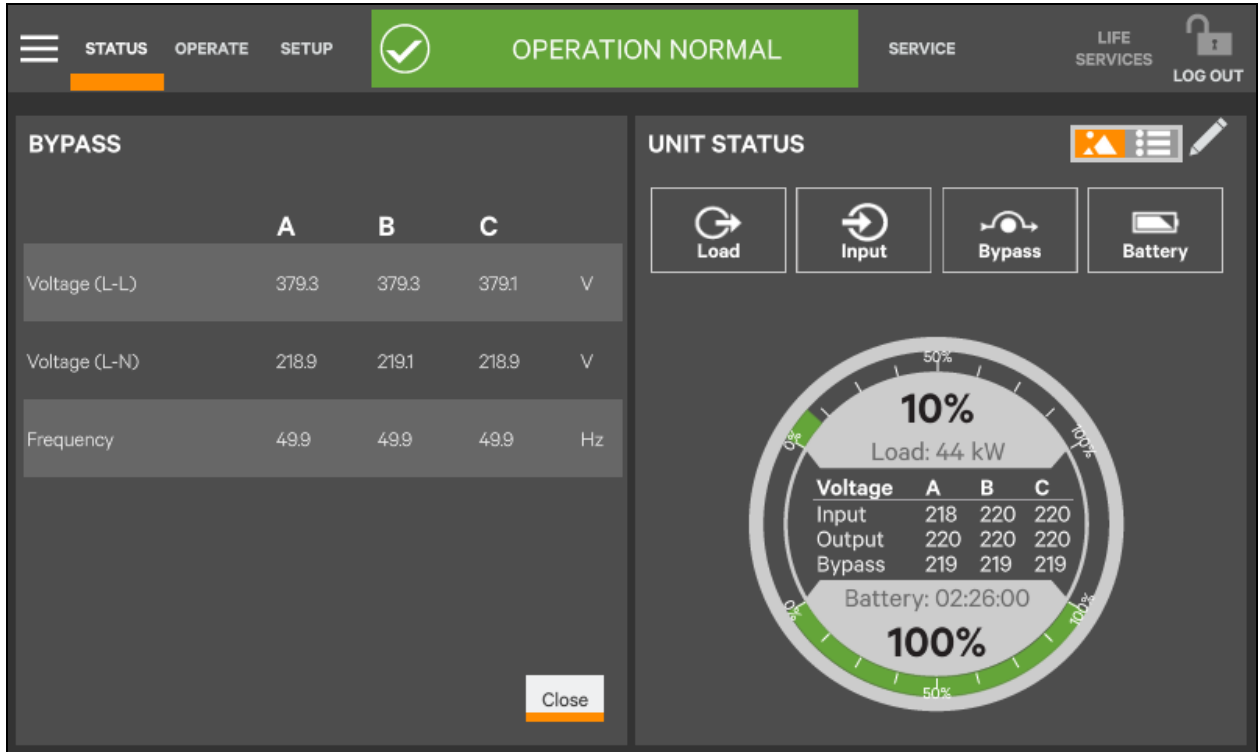 STATUS OPERATE SETUP OPERATION NORMAL SERVICE LIFE SERVICES LOG OUT
BYPASS
A B C
Voltage (L-L) 379.3 379.3 379.1 V
Voltage (L-N) 218.9 219.1 218.9 V
Frequency 49.9 49.9 49.9 Hz
Close
UNIT STATUS
Load Input Bypass Battery
50%
0% 100%
10%
Load: 44 kW
Voltage A B C
Input 218 220 220
Output 220 220 220
Bypass 219 219 219
Battery: 02:26:00
100%
0% 100%
50%